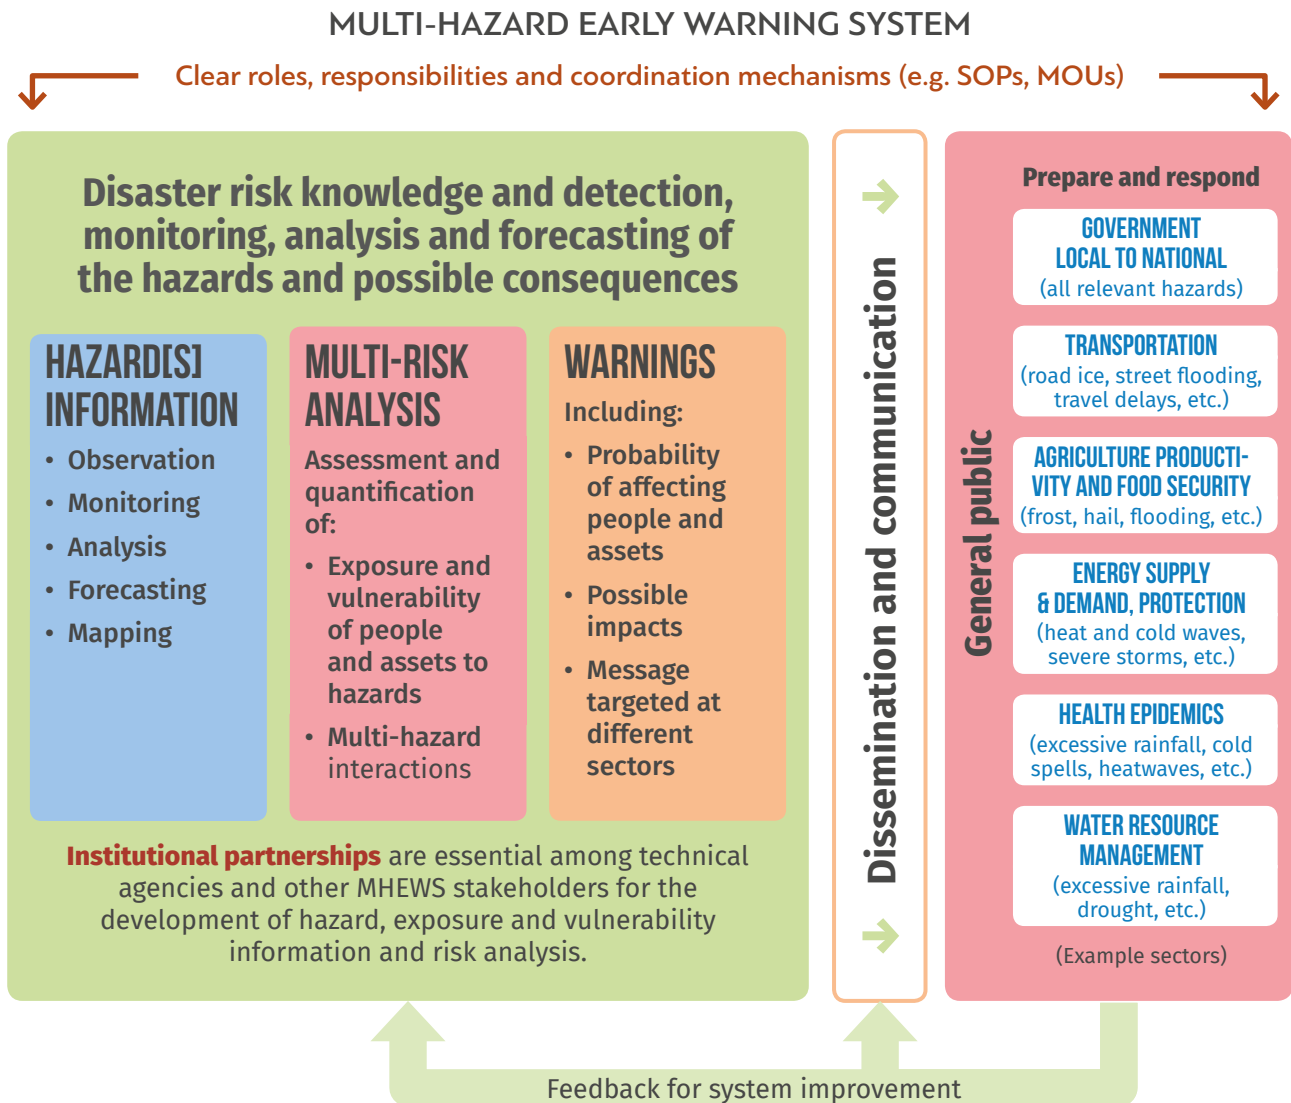 MULTI-HAZARD EARLY WARNING SYSTEM
Clear roles, responsibilities and coordination mechanisms (e.g. SOPs, MOUs)
Disaster risk knowledge and detection,
monitoring, analysis and forecasting of
the hazards and possible consequences
HAZARD[S]
INFORMATION
• Observation
• Monitoring
• Analysis
• Forecasting
• Mapping
MULTI-RISK
ANALYSIS
Assessment and
quantification
of:
• Exposure and
vulnerability
of people
and assets to
hazards
• Multi-hazard
interactions
WARNINGS
Including:
• Probability
of affecting
people and
assets
• Possible
impacts
• Message
targeted at
different
sectors
Institutional partnerships are essential among technical
agencies and other MHEWS stakeholders for the
development of hazard, exposure and vulnerability
information and risk analysis.
Dissemination and communication
General public
Prepare and respond
GOVERNMENT
LOCAL TO NATIONAL
(all relevant hazards)
TRANSPORTATION
(road ice, street flooding,
travel delays, etc.)
AGRICULTURE PRODUCTI-
VITY AND FOOD SECURITY
(frost, hail, flooding, etc.)
ENERGY SUPPLY
& DEMAND, PROTECTION
(heat and cold waves,
severe storms, etc.)
HEALTH EPIDEMICS
(excessive rainfall, cold
spells, heatwaves, etc.)
WATER RESOURCE
MANAGEMENT
(excessive rainfall,
drought, etc.)
(Example sectors)
Feedback for system improvement